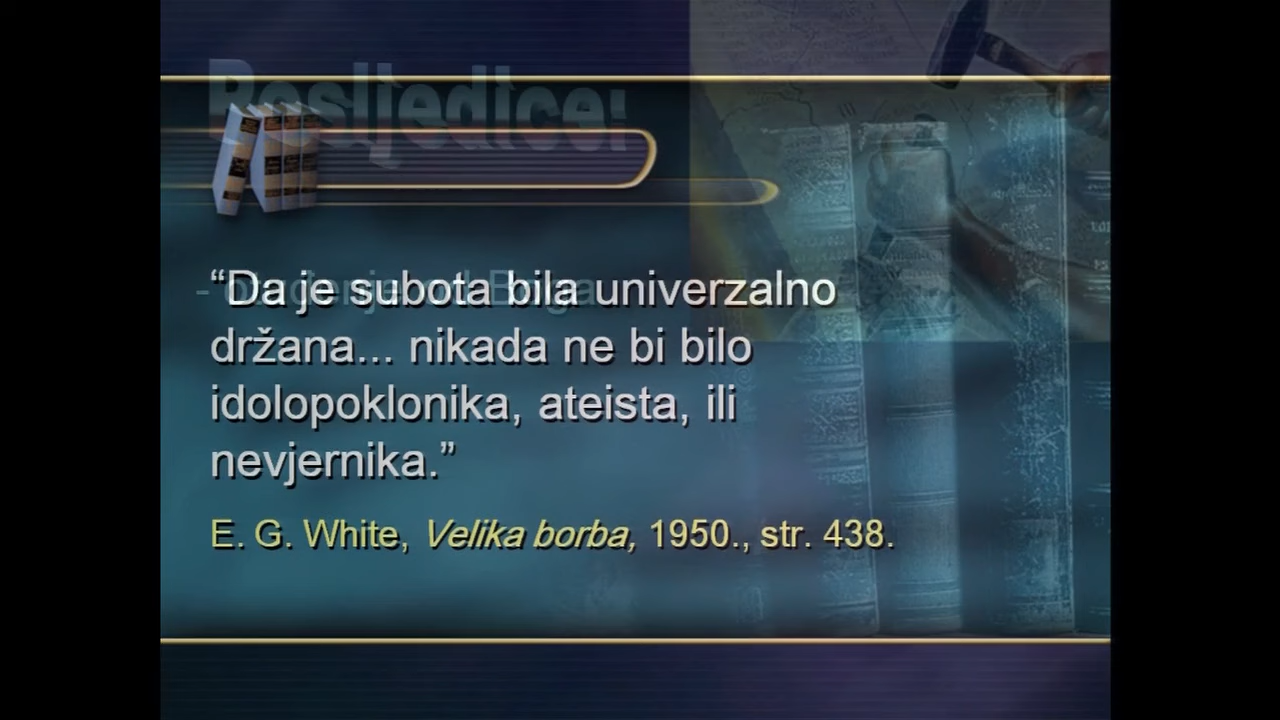 Posljedice:
“Da je subota bila univerzalno
držana... nikada ne bi bilo
idolopoklonika, ateista, ili
nevjernika.”
E. G. White, Velika borba, 1950., str. 438.